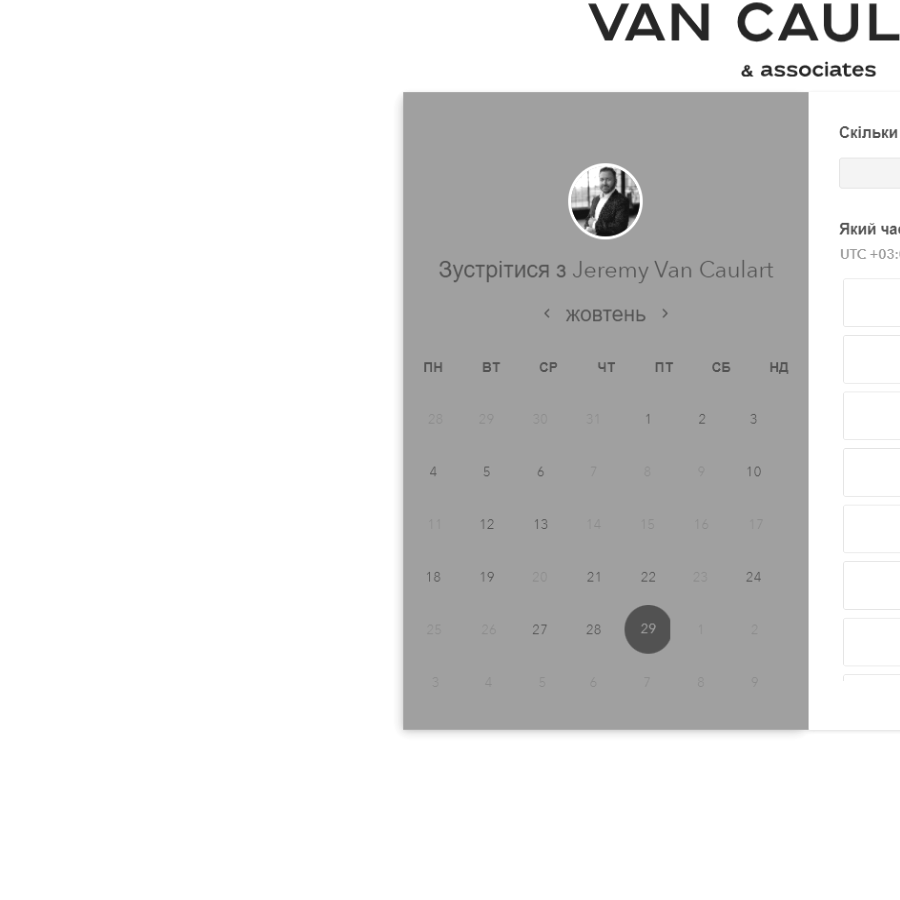 VAN CAUL
& associates
Скільки
Який час
UTC +03:
Зустрітися з Jeremy Van Caulart
‹ жовтень ›
ПН ВТ СР ЧТ ПТ СБ НД
28 29 30 31 1 2 3
4 5 6 7 8 9 10
11 12 13 14 15 16 17
18 19 20 21 22 23 24
25 26 27 28 29 1 2
3 4 5 6 7 8 9